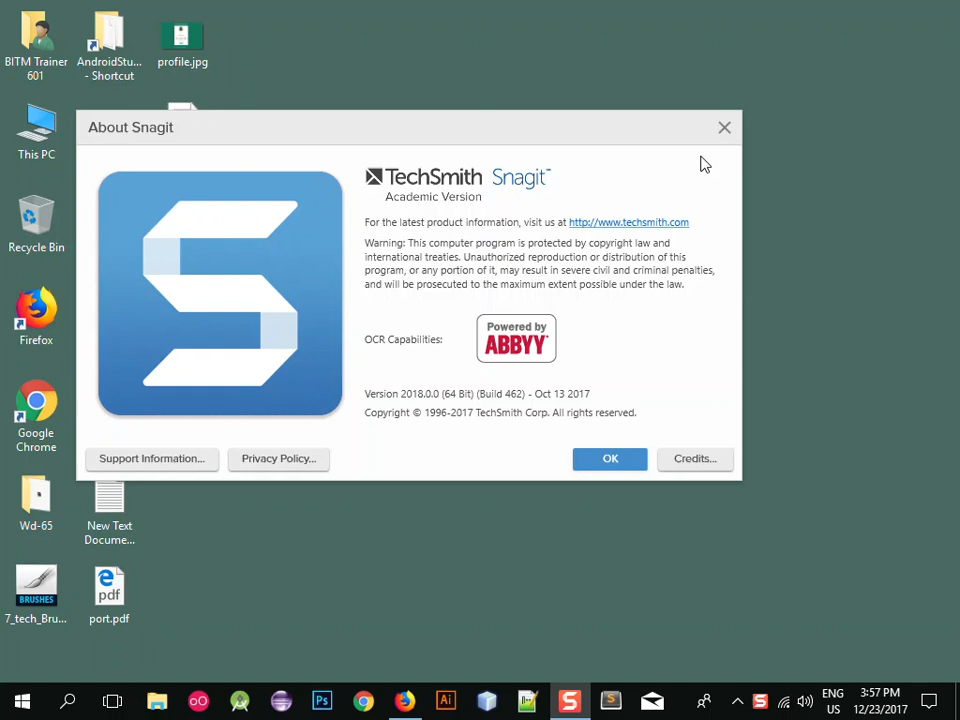 BITM Trainer
601
AndroidStu...
- Shortcut
profile.jpg
This PC
Recycle Bin
Firefox
Google
Chrome
Wd-65
New Text
Docume...
BRUSHES
7_tech_Bru...
pdf
port.pdf
About Snagit
TechSmith Snagit™
Academic Version
For the latest product information, visit us at http://www.techsmith.com
Warning: This computer program is protected by copyright law and
international treaties. Unauthorized reproduction or distribution of this
program, or any portion of it, may result in severe civil and criminal penalties,
and will be prosecuted to the maximum extent possible under the law.
OCR Capabilities:
Powered by
ABBYY
Version 2018.0.0 (64 Bit) (Build 462) - Oct 13 2017
Copyright © 1996-2017 TechSmith Corp. All rights reserved.
Support Information...
Privacy Policy...
OK
Credits...
Ps
Ai
ENG
US
3:57 PM
12/23/2017